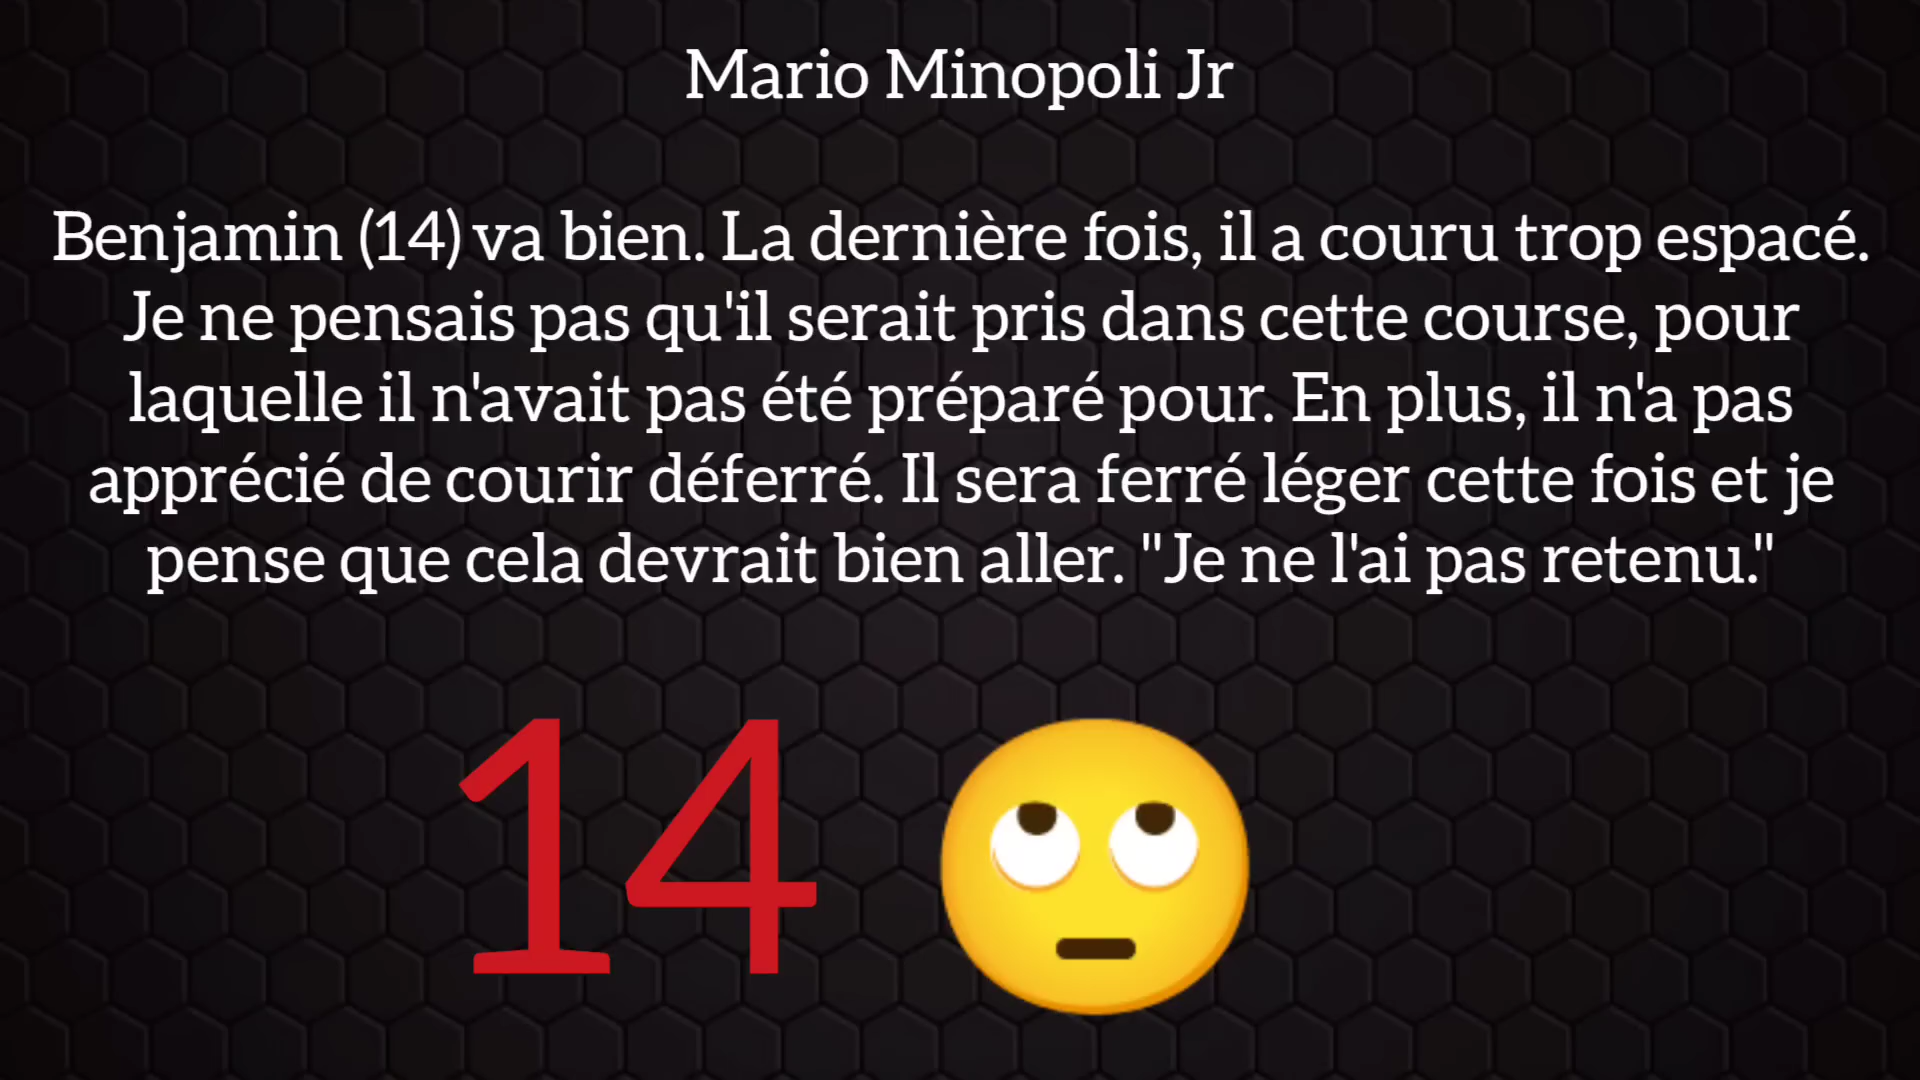 Mario Minopoli Jr
Benjamin (14) va bien. La dernière fois, il a couru trop espacé.
Je ne pensais pas qu'il serait pris dans cette course, pour
laquelle il n'avait pas été préparé pour. En plus, il n'a pas
apprécié de courir déferré. Il sera ferré léger cette fois et je
pense que cela devrait bien aller. "Je ne l'ai pas retenu."
14